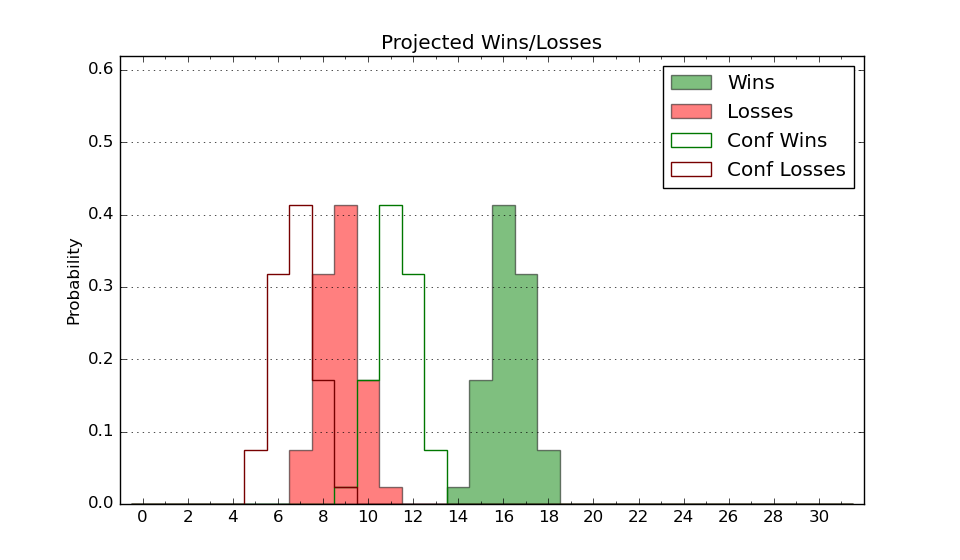 Projected Wins/Losses
0.6
0.5
0.4
0.3
0.2
0.1
0.0
Probability
Wins
Losses
Conf Wins
Conf Losses
0 2 4 6 8 10 12 14 16 18 20 22 24 26 28 30